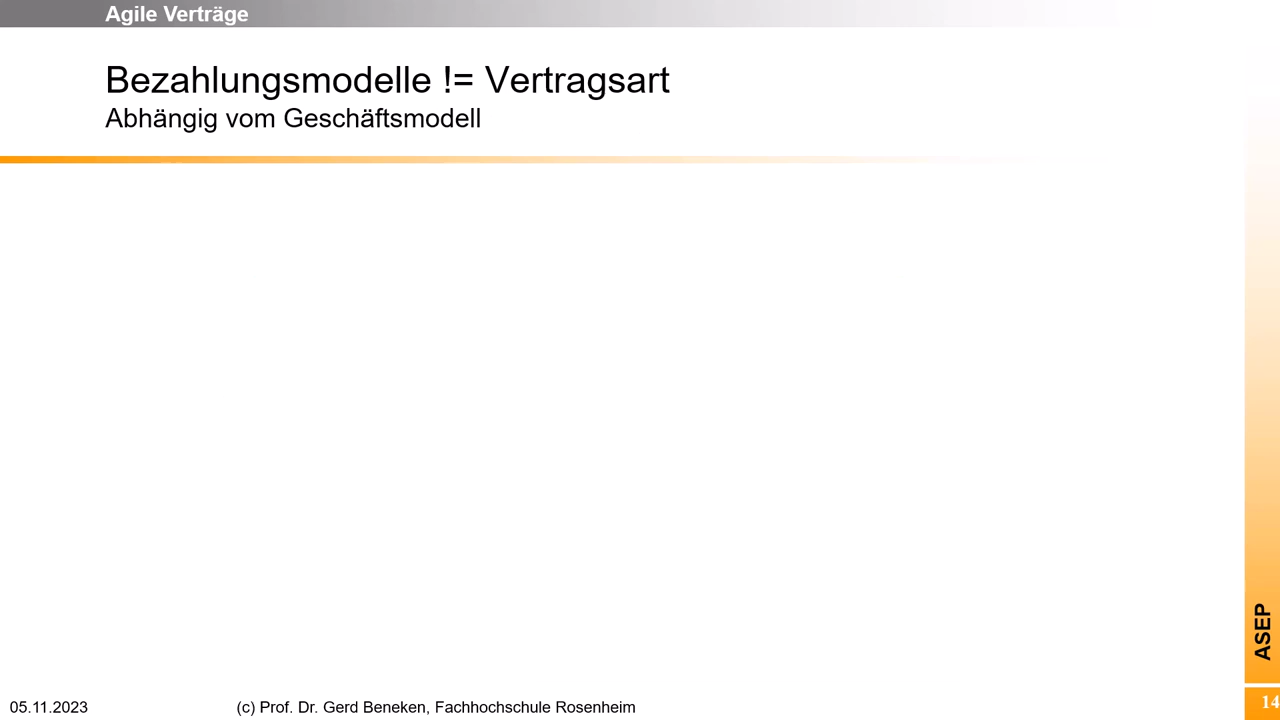 Agile Verträge
Bezahlungsmodelle != Vertragsart
Abhängig vom Geschäftsmodell
ASEP
05.11.2023
(c) Prof. Dr. Gerd Beneken, Fachhochschule Rosenheim
14